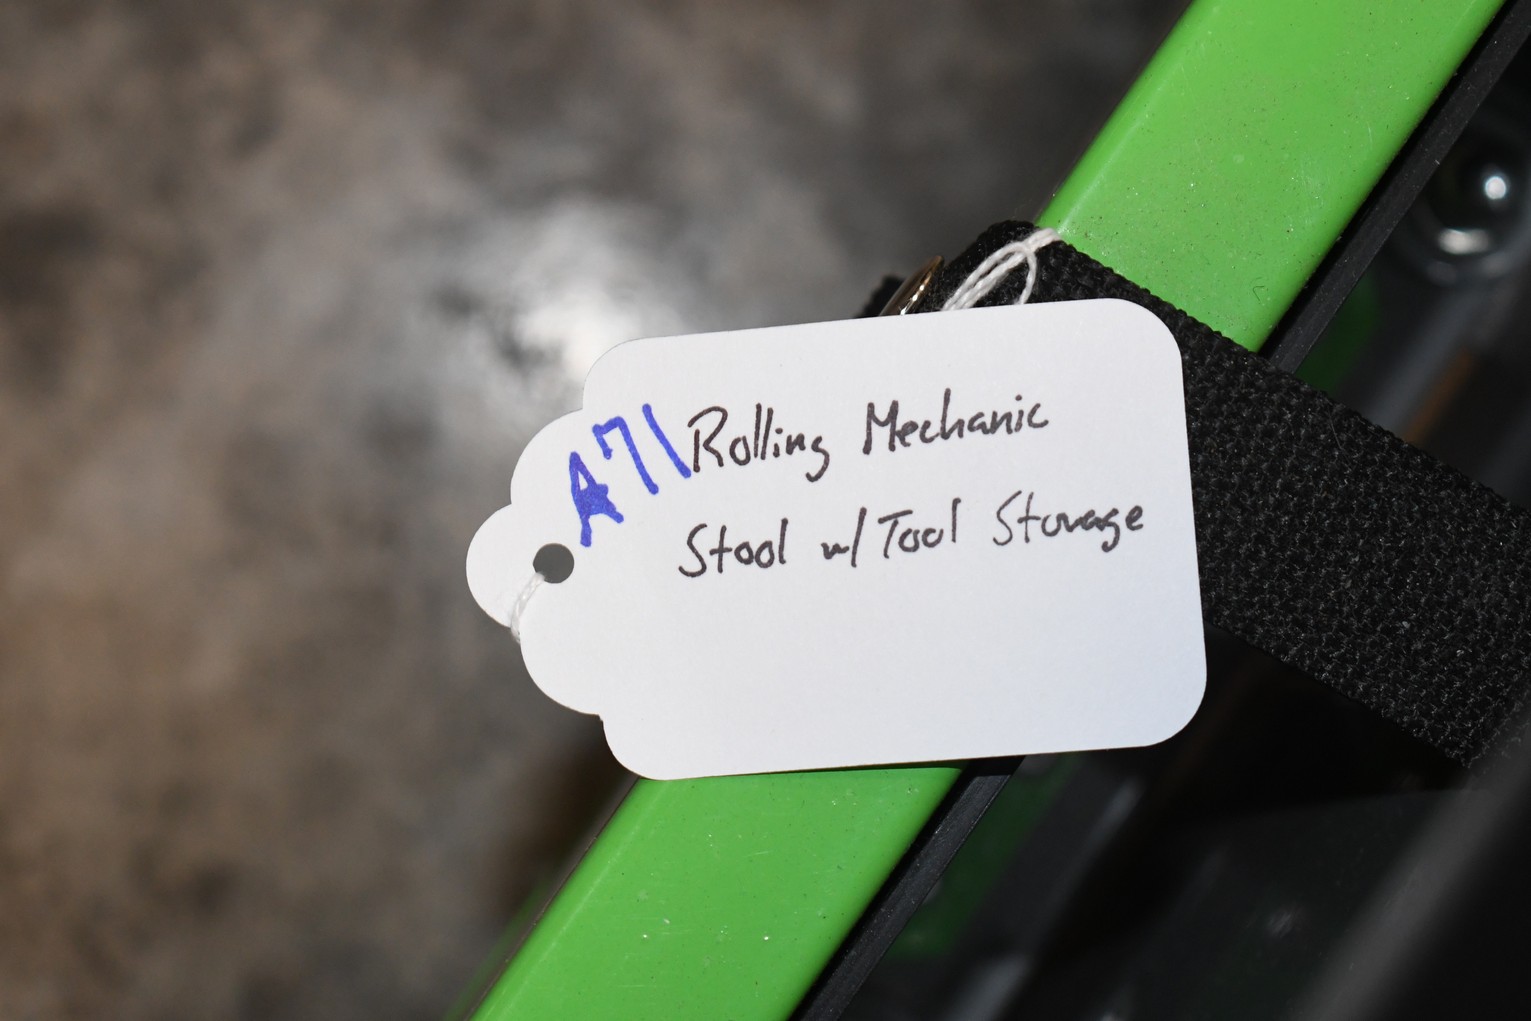 A71 Rolling Mechanic
Stool w/ Tool Storage